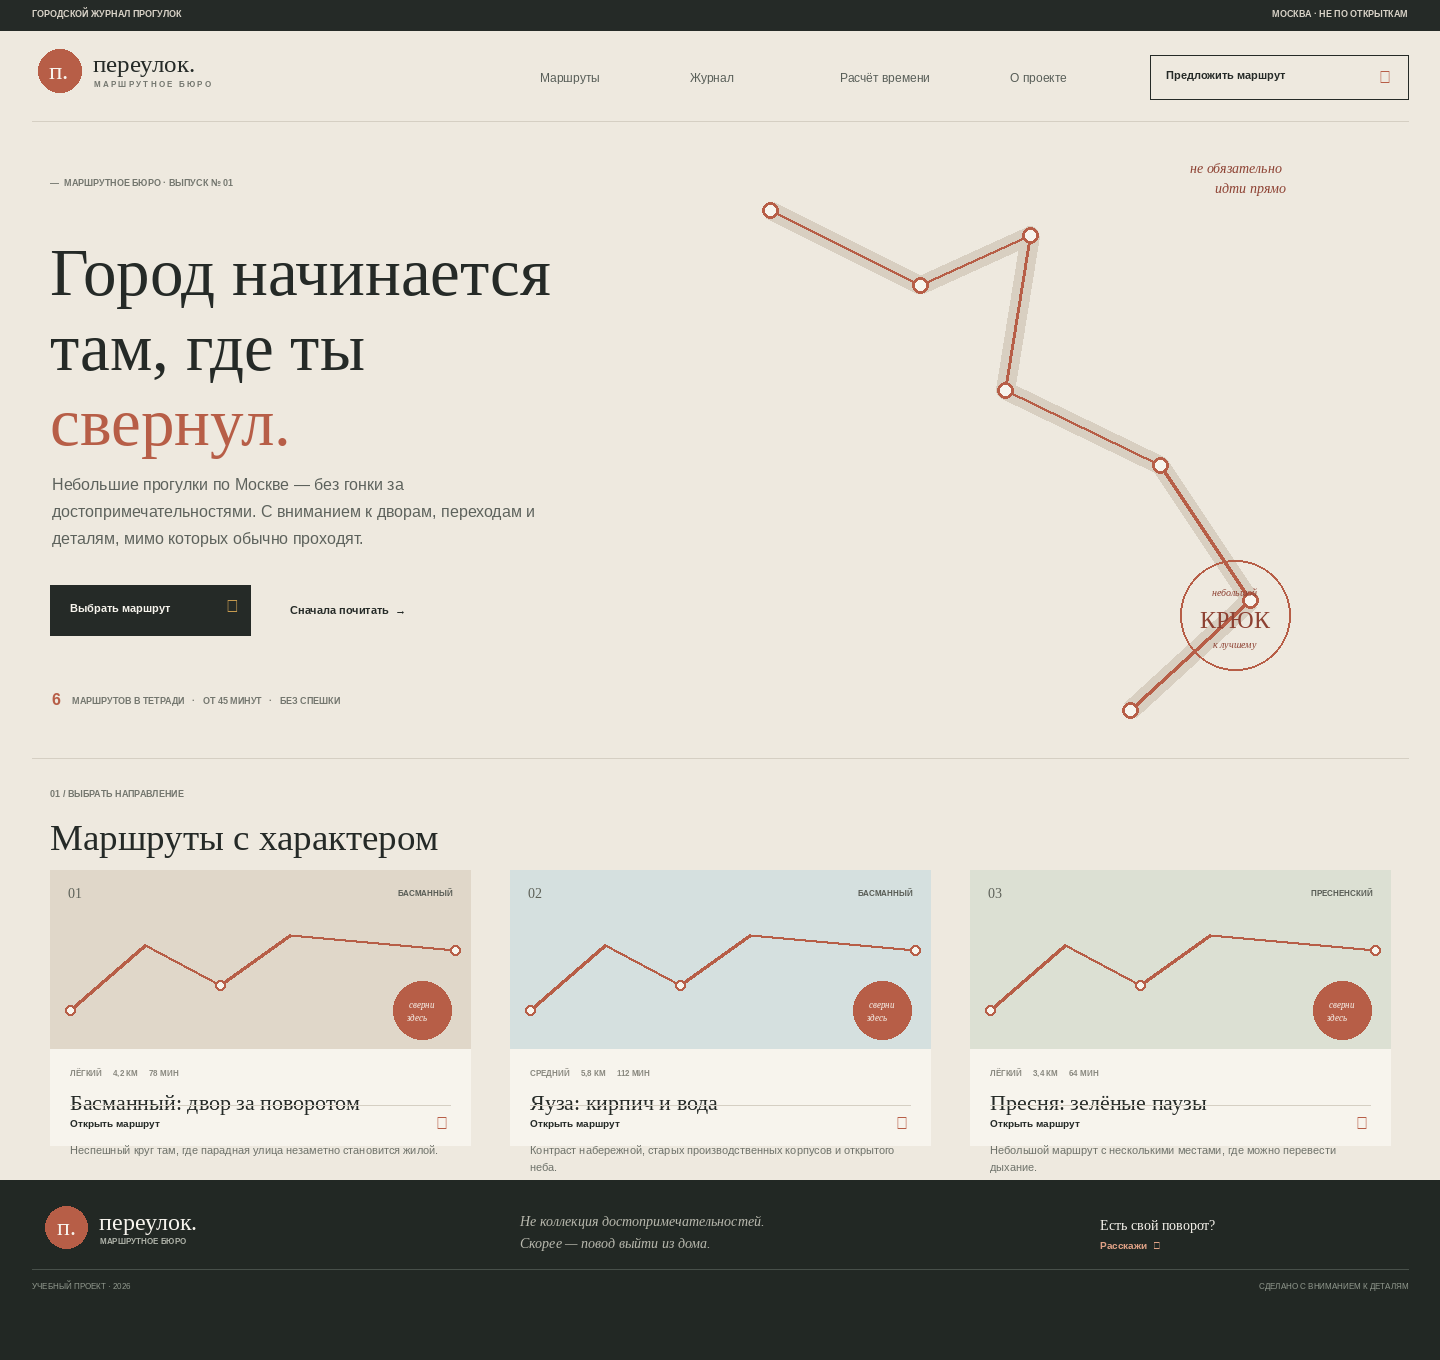 ГОРОДСКОЙ ЖУРНАЛ ПРОГУЛОК
МОСКВА · НЕ ПО ОТКРЫТКАМ
п.
переулок.
МАРШРУТНОЕ БЮРО
Маршруты
Журнал
Расчёт времени
О проекте
Предложить маршрут
не обязательно
идти прямо
— МАРШРУТНОЕ БЮРО · ВЫПУСК № 01
Город начинается
там, где ты
свернул.
Небольшие прогулки по Москве — без гонки за
достопримечательностями. С вниманием к дворам, переходам и
деталям, мимо которых обычно проходят.
Выбрать маршрут
Сначала почитать →
небольшой
КРЮК
к лучшему
6 МАРШРУТОВ В ТЕТРАДИ · ОТ 45 МИНУТ · БЕЗ СПЕШКИ
01 / ВЫБРАТЬ НАПРАВЛЕНИЕ
Маршруты с характером
01
БАСМАННЫЙ
сверни
здесь
ЛЁГКИЙ 4,2 КМ 78 МИН
Басманный: двор за поворотом
Открыть маршрут
Неспешный круг там, где парадная улица незаметно становится жилой.
02
БАСМАННЫЙ
сверни
здесь
СРЕДНИЙ 5,8 КМ 112 МИН
Яуза: кирпич и вода
Открыть маршрут
Контраст набережной, старых производственных корпусов и открытого
неба.
03
ПРЕСНЕНСКИЙ
сверни
здесь
ЛЁГКИЙ 3,4 КМ 64 МИН
Пресня: зелёные паузы
Открыть маршрут
Небольшой маршрут с несколькими местами, где можно перевести
дыхание.
п.
переулок.
МАРШРУТНОЕ БЮРО
Не коллекция достопримечательностей.
Скорее — повод выйти из дома.
Есть свой поворот?
Расскажи
УЧЕБНЫЙ ПРОЕКТ · 2026
СДЕЛАНО С ВНИМАНИЕМ К ДЕТАЛЯМ